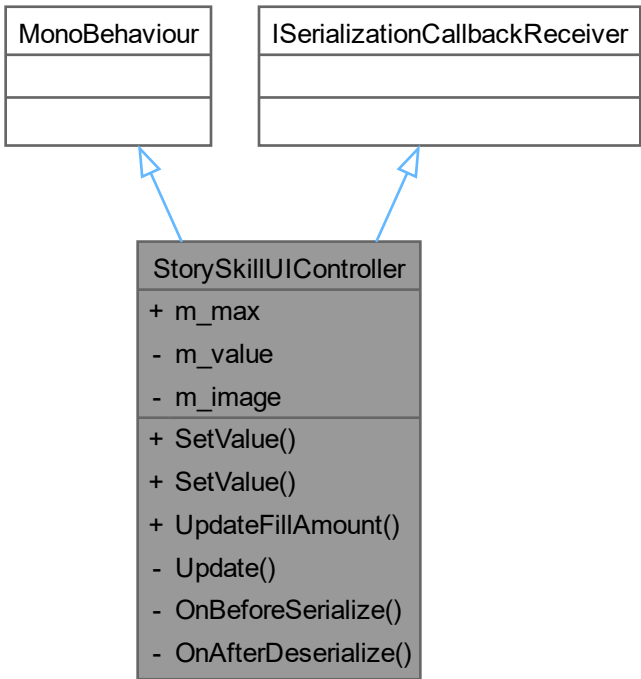 MonoBehaviour
ISerializationCallbackReceiver
StorySkillUIController
+ m_max
- m_value
- m_image
+ SetValue()
+ SetValue()
+ UpdateFillAmount()
- Update()
- OnBeforeSerialize()
- OnAfterDeserialize()